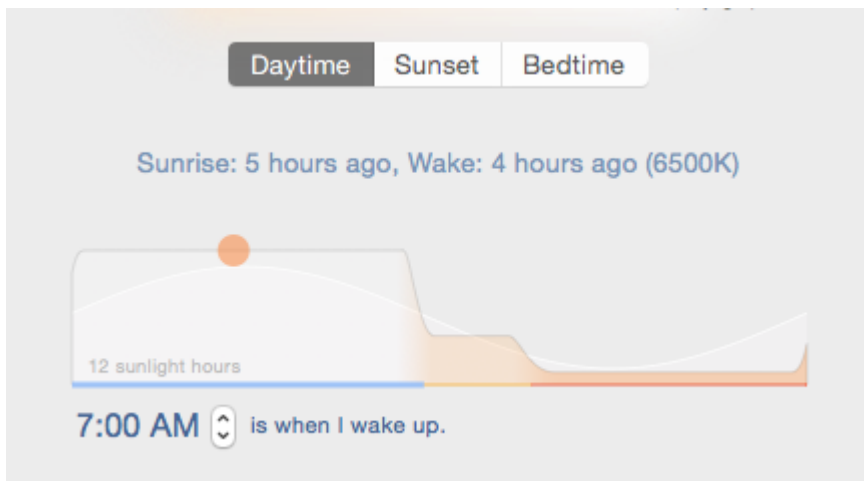 Daytime Sunset Bedtime
Sunrise: 5 hours ago, Wake: 4 hours ago (6500K)
12 sunlight hours
7:00 AM is when I wake up.